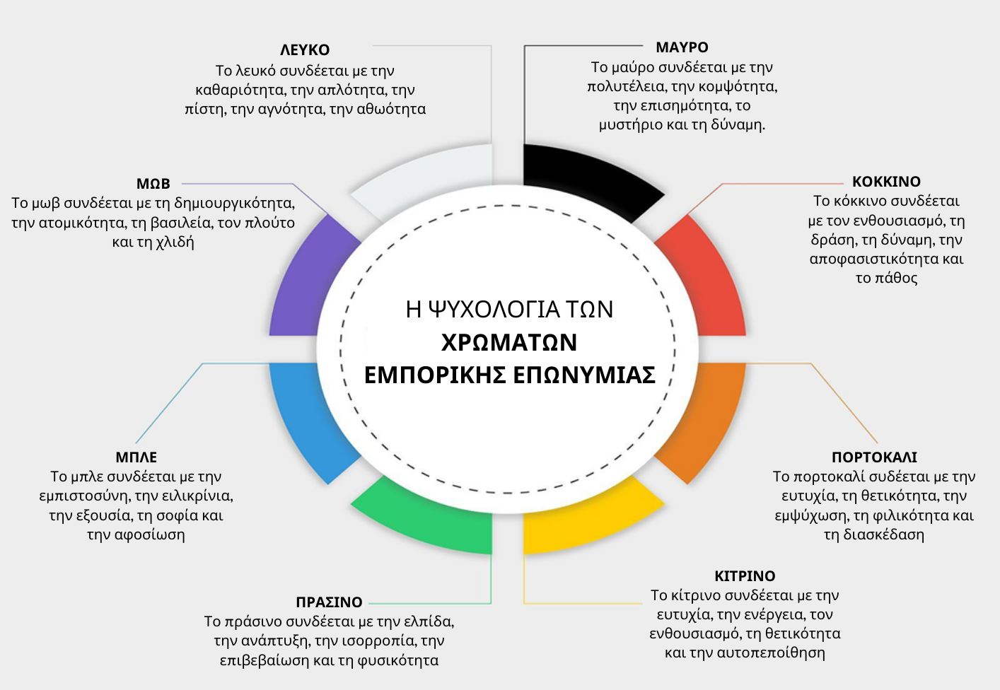 ΛΕΥΚΟ
Το λευκό συνδέεται με την
καθαριότητα, την απλότητα, την
πίστη, την αγνότητα, την αθωότητα
ΜΑΥΡΟ
Το μαύρο συνδέεται με την
πολυτέλεια, την κομψότητα,
την επισημότητα, το
μυστήριο και τη δύναμη.
ΜΩΒ
Το μωβ συνδέεται με τη δημιουργικότητα,
την ατομικότητα, τη βασιλεία, τον πλούτο
και τη χλιδή
ΚΟΚΚΙΝΟ
Το κόκκινο συνδέεται
με τον ενθουσιασμό, τη
δράση, τη δύναμη, την
αποφασιστικότητα και
το πάθος
Η ΨΥΧΟΛΟΓΙΑ ΤΩΝ
ΧΡΩΜΑΤΩΝ
ΕΜΠΟΡΙΚΗΣ ΕΠΩΝΥΜΙΑΣ
ΜΠΛΕ
Το μπλε συνδέεται με την
εμπιστοσύνη, την ειλικρίνια,
την εξουσία, τη σοφία και
την αφοσίωση
ΠΟΡΤΟΚΑΛΙ
Το πορτοκαλί συδέεται με την
ευτυχία, τη θετικότητα, την
εμψύχωση, τη φιλικότητα και
τη διασκέδαση
ΠΡΑΣΙΝΟ
Το πράσινο συνδέεται με την ελπίδα,
την ανάπτυξη, την ισορροπία, την
επιβεβαίωση και τη φυσικότητα
ΚΙΤΡΙΝΟ
Το κίτρινο συνδέεται με την
ευτυχία, την ενέργεια, τον
ενθουσιασμό, τη θετικότητα
και την αυτοπεποίθηση